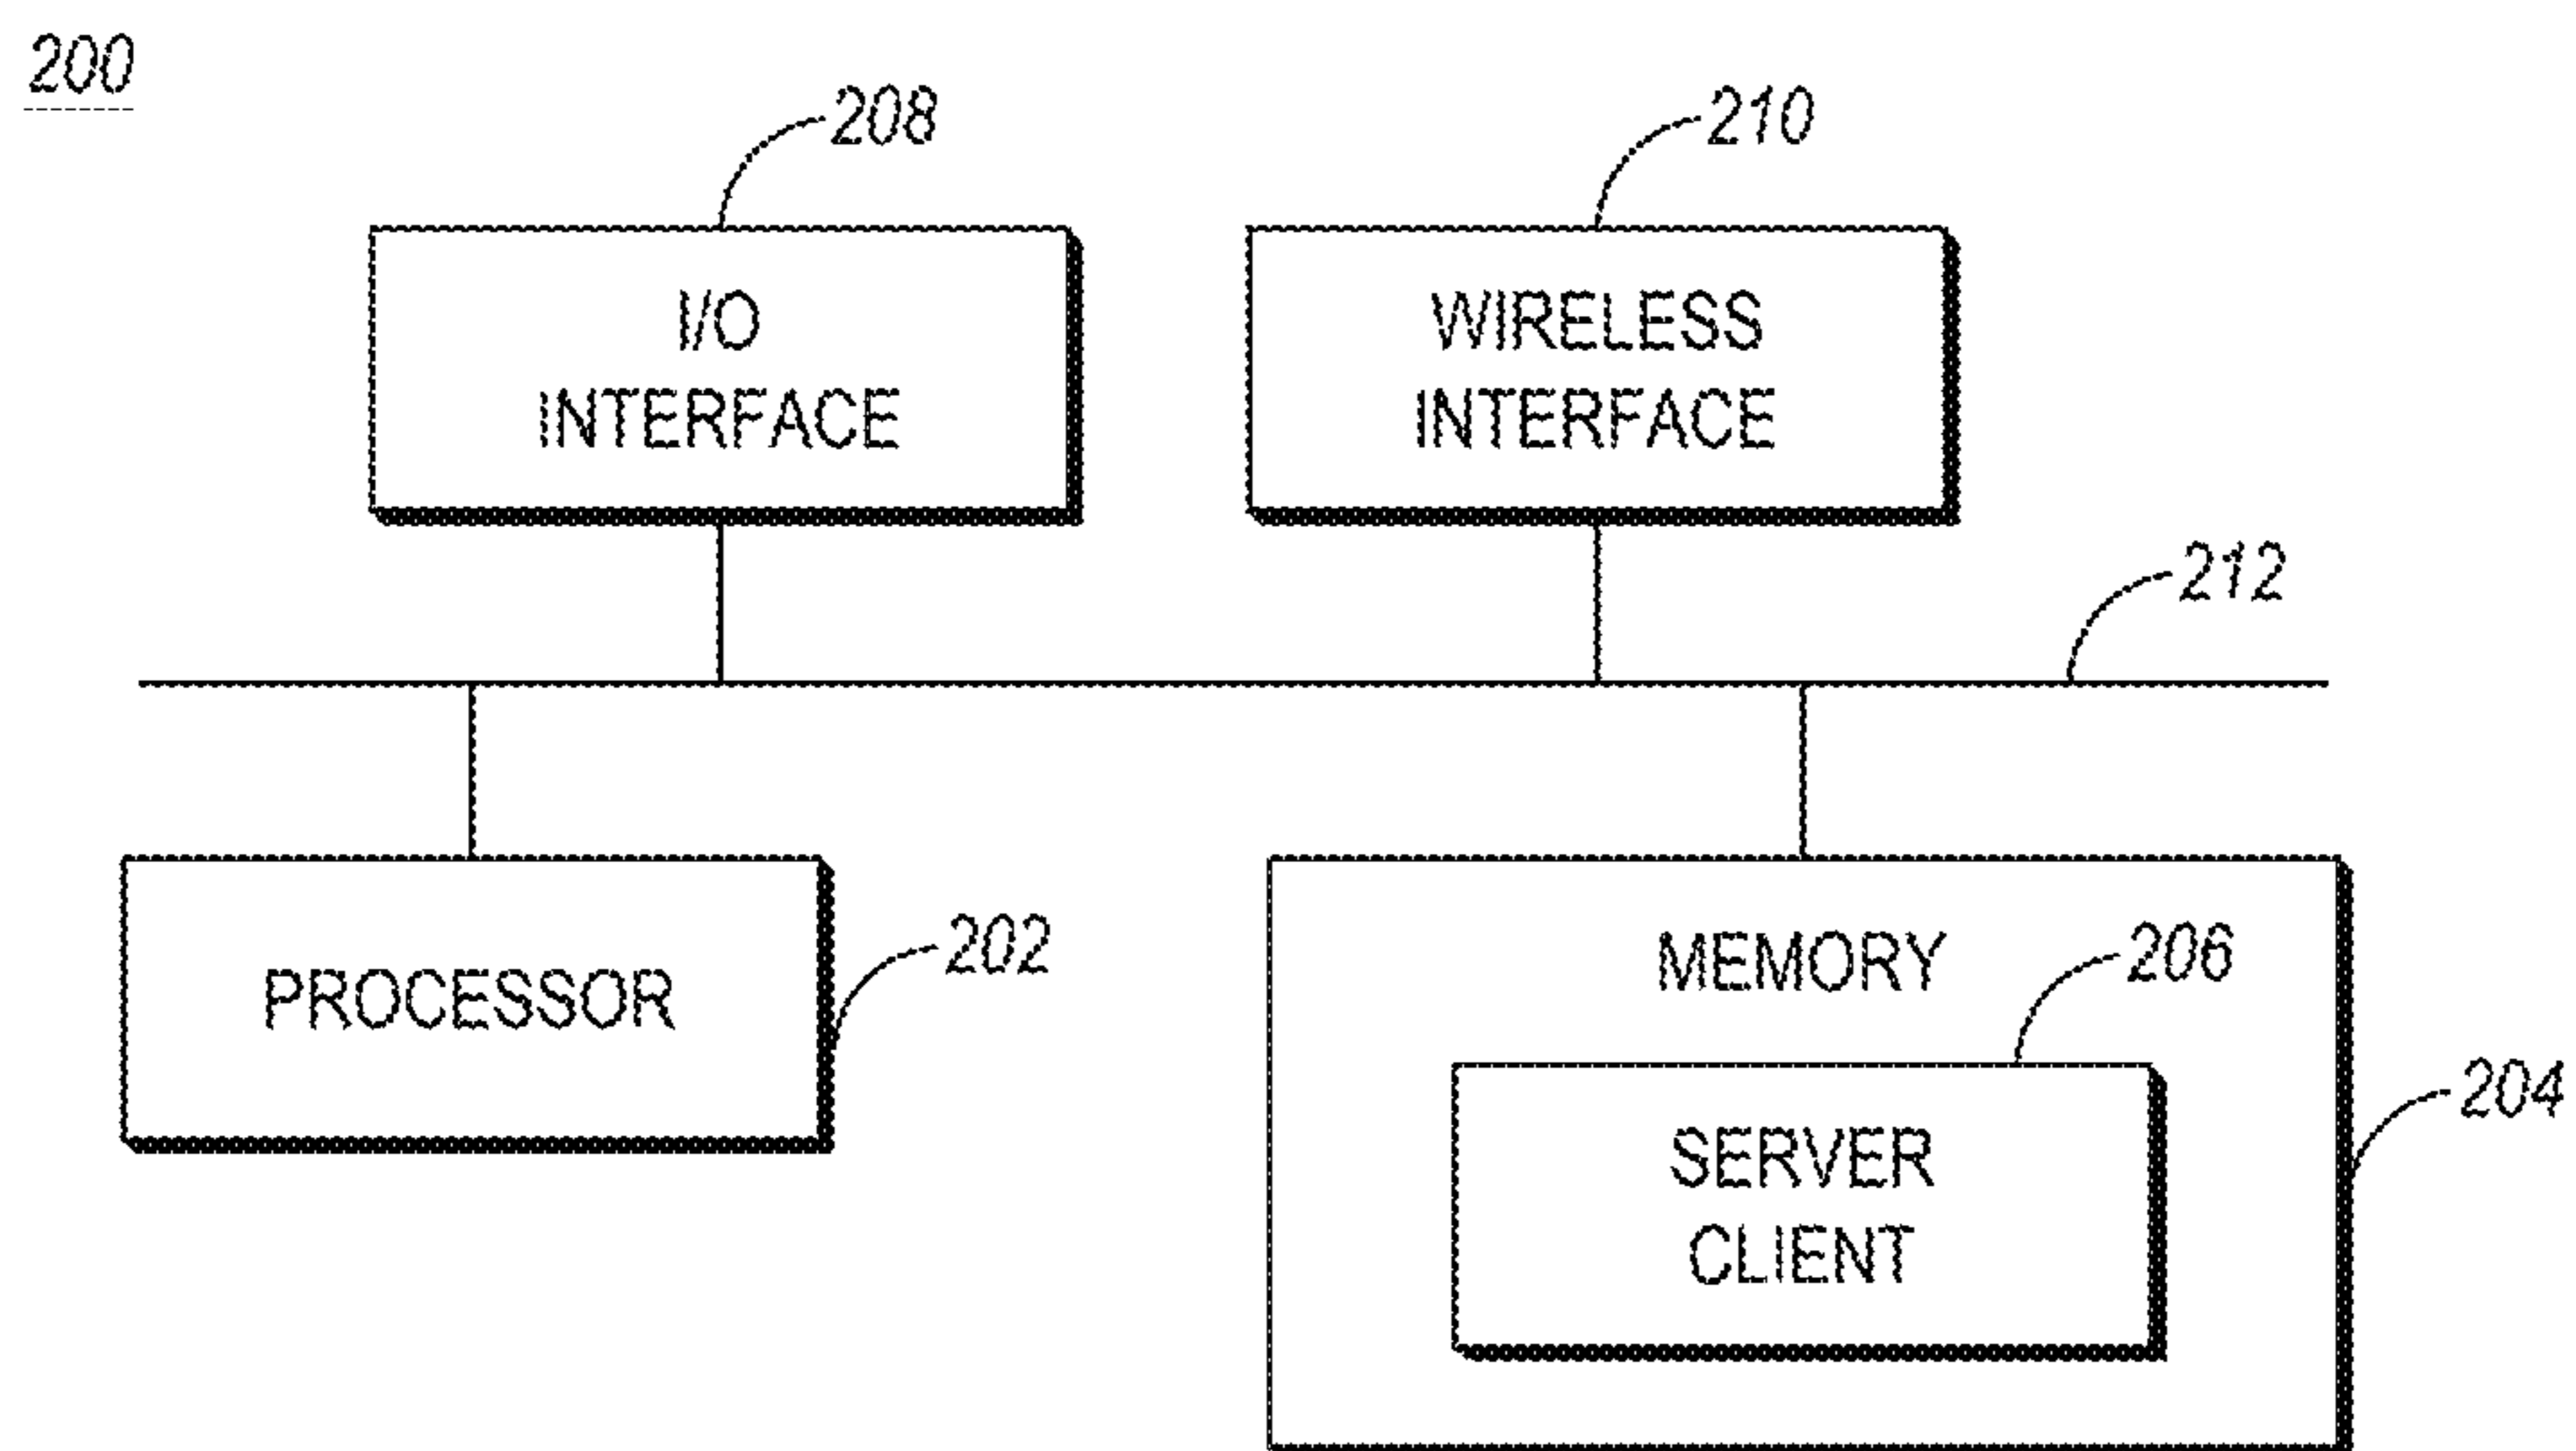 200
208
210
I/O
INTERFACE
WIRELESS
INTERFACE
212
PROCESSOR
202
MEMORY
206
SERVER
CLIENT
204